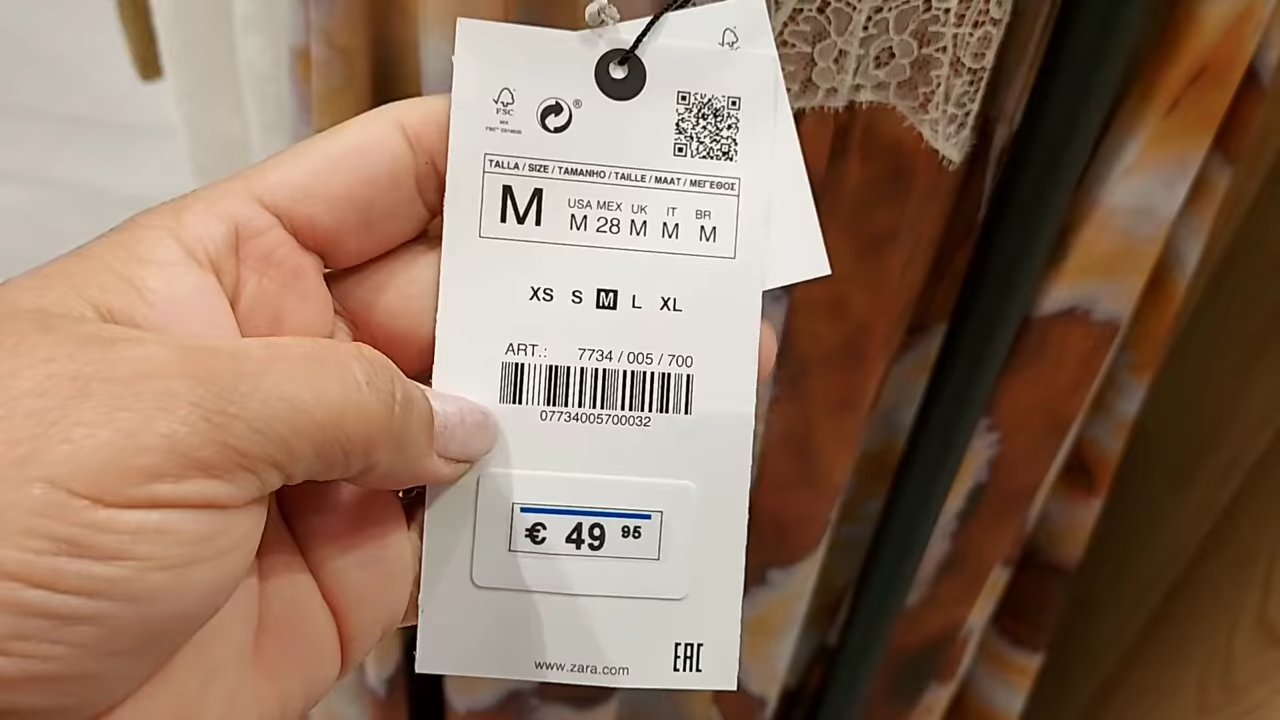 FSC
®
TALLA / SIZE / TAMANHO / TAILLE / MAAT / ΜΕΓΕΘΟΣ
M
USA MEX UK IT BR
M 28 M M M
XS S M L XL
ART.: 7734 / 005 / 700
07734005700032
€ 49 95
www.zara.com
EAC